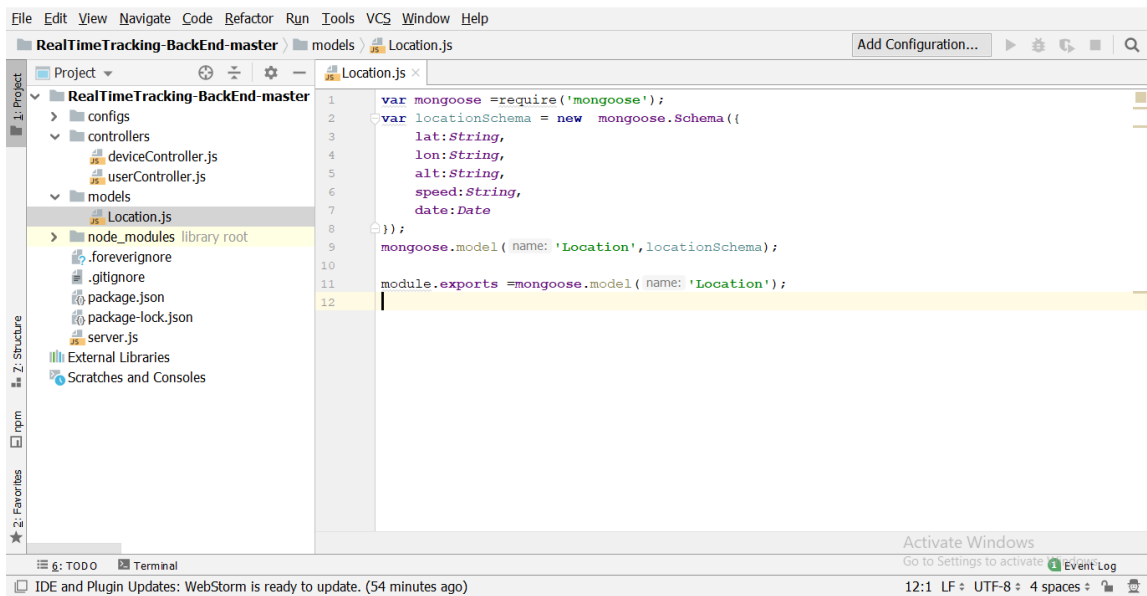 File Edit View Navigate Code Refactor Run Tools VCS Window Help
RealTimeTracking-BackEnd-master models Location.js Add Configuration...
1: Project
Project
Location.js
RealTimeTracking-BackEnd-master
configs
controllers
deviceController.js
userController.js
models
Location.js
node_modules library root
.foreverignore
.gitignore
package.json
package-lock.json
server.js
External Libraries
Scratches and Consoles
1 var mongoose =require('mongoose');
2 var locationSchema = new  mongoose.Schema({
3     lat:String,
4     lon:String,
5     alt:String,
6     speed:String,
7     date:Date
8 });
9 mongoose.model( name: 'Location',locationSchema);
10
11 module.exports =mongoose.model( name: 'Location');
12
Z: Structure
npm
2: Favorites
Activate Windows
Go to Settings to activate
6: TODO Terminal
1 Event Log
IDE and Plugin Updates: WebStorm is ready to update. (54 minutes ago)
12:1 LF UTF-8 4 spaces